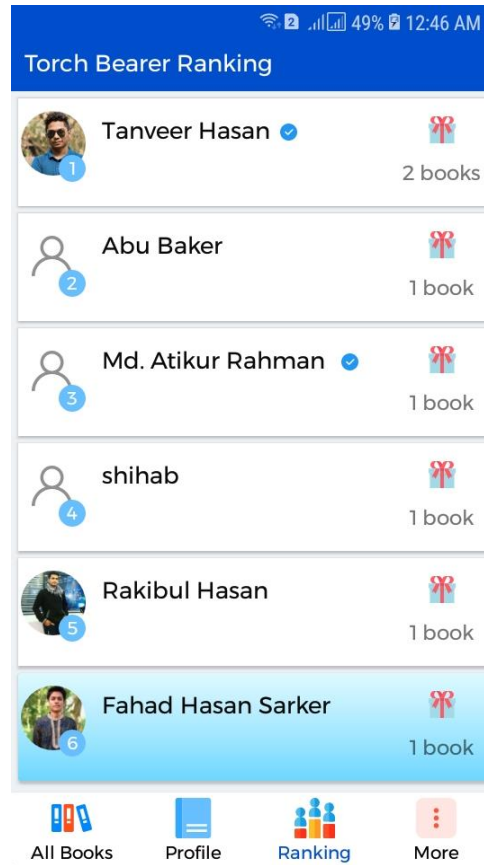 2 49% 12:46 AM
Torch Bearer Ranking
Tanveer Hasan
1
2 books
Abu Baker
2
1 book
Md. Atikur Rahman
3
1 book
shihab
4
1 book
Rakibul Hasan
5
1 book
Fahad Hasan Sarker
6
1 book
All Books Profile Ranking More